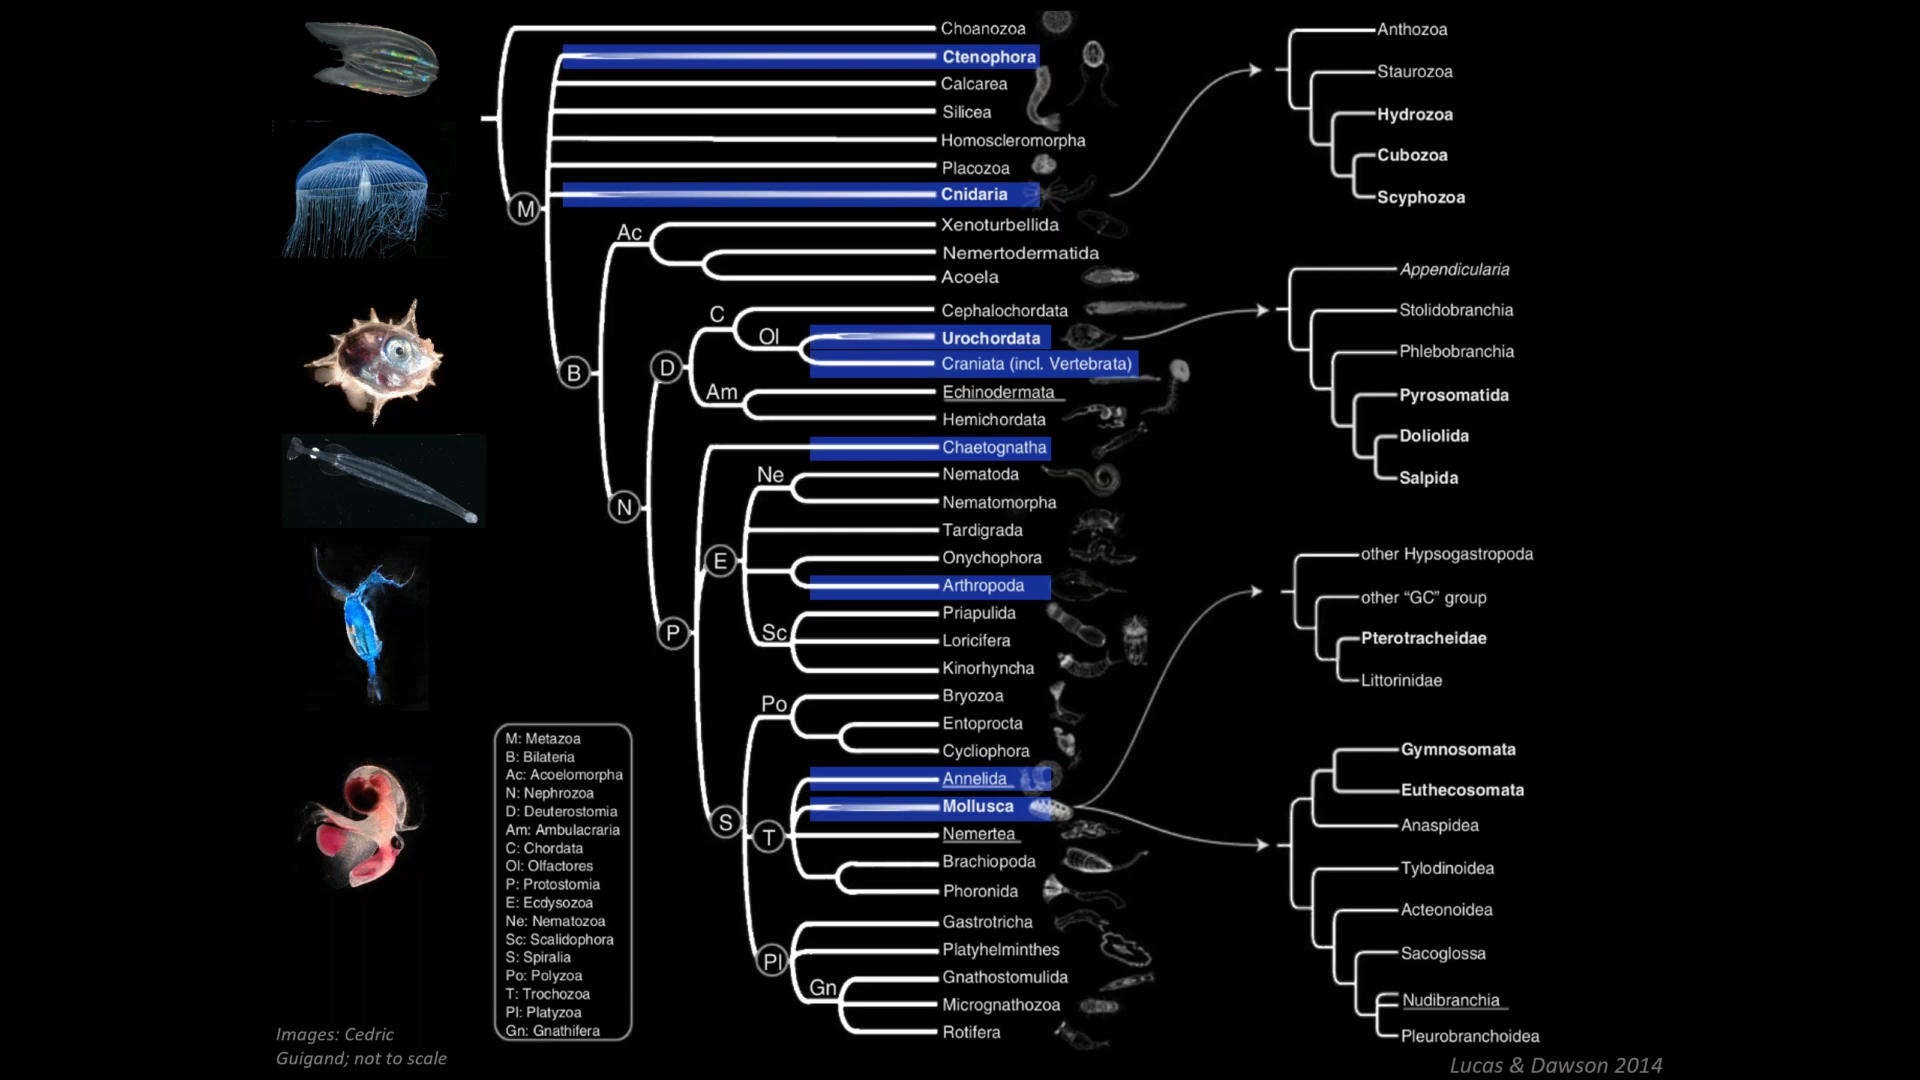 Choanozoa
Ctenophora
Calcarea
Silicea
Homoscleromorpha
Placozoa
Cnidaria
M
Xenoturbellida
Ac
Nemertodermatida
Acoela
Cephalochordata
C
Ol
Urochordata
Craniata (incl. Vertebrata)
B
D
Am
Echinodermata
Hemichordata
Chaetognatha
Ne
Nematoda
Nematomorpha
N
Tardigrada
Onychophora
E
Arthropoda
Priapulida
P
Sc
Loricifera
Kinorhyncha
Bryozoa
Po
Entoprocta
Cycliophora
Annelida
Mollusca
S
T
Nemertea
Brachiopoda
Phoronida
Gastrotricha
Platyhelminthes
Pl
Gnathostomulida
Gn
Micrognathozoa
Rotifera
Anthozoa
Staurozoa
Hydrozoa
Cubozoa
Scyphozoa
Appendicularia
Stolidobranchia
Phlebobranchia
Pyrosomatida
Doliolida
Salpida
other Hypsogastropoda
other “GC” group
Pterotracheidae
Littorinidae
Gymnosomata
Euthecosomata
Anaspidea
Tylodinoidea
Acteonoidea
Sacoglossa
Nudibranchia
Pleurobranchoidea
M: Metazoa
B: Bilateria
Ac: Acoelomorpha
N: Nephrozoa
D: Deuterostomia
Am: Ambulacraria
C: Chordata
Ol: Olfactores
P: Protostomia
E: Ecdysozoa
Ne: Nematozoa
Sc: Scalidophora
S: Spiralia
Po: Polyzoa
T: Trochozoa
Pl: Platyzoa
Gn: Gnathifera
Images: Cedric
Guigand; not to scale
Lucas & Dawson 2014